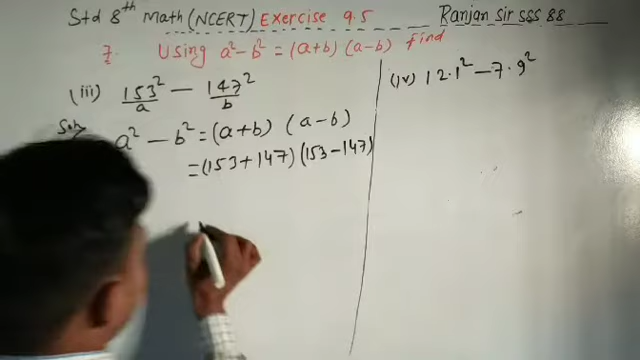 Std 8th Math (NCERT) Exercise 9.5 Ranjan Sir SSS 88
7. Using a² - b² = (a+b) (a-b) find
(iii) 153² - 147²
a b
Soln a² - b² = (a+b) (a-b)
= (153+147) (153-147)
(iv) 12.1² - 7.9²